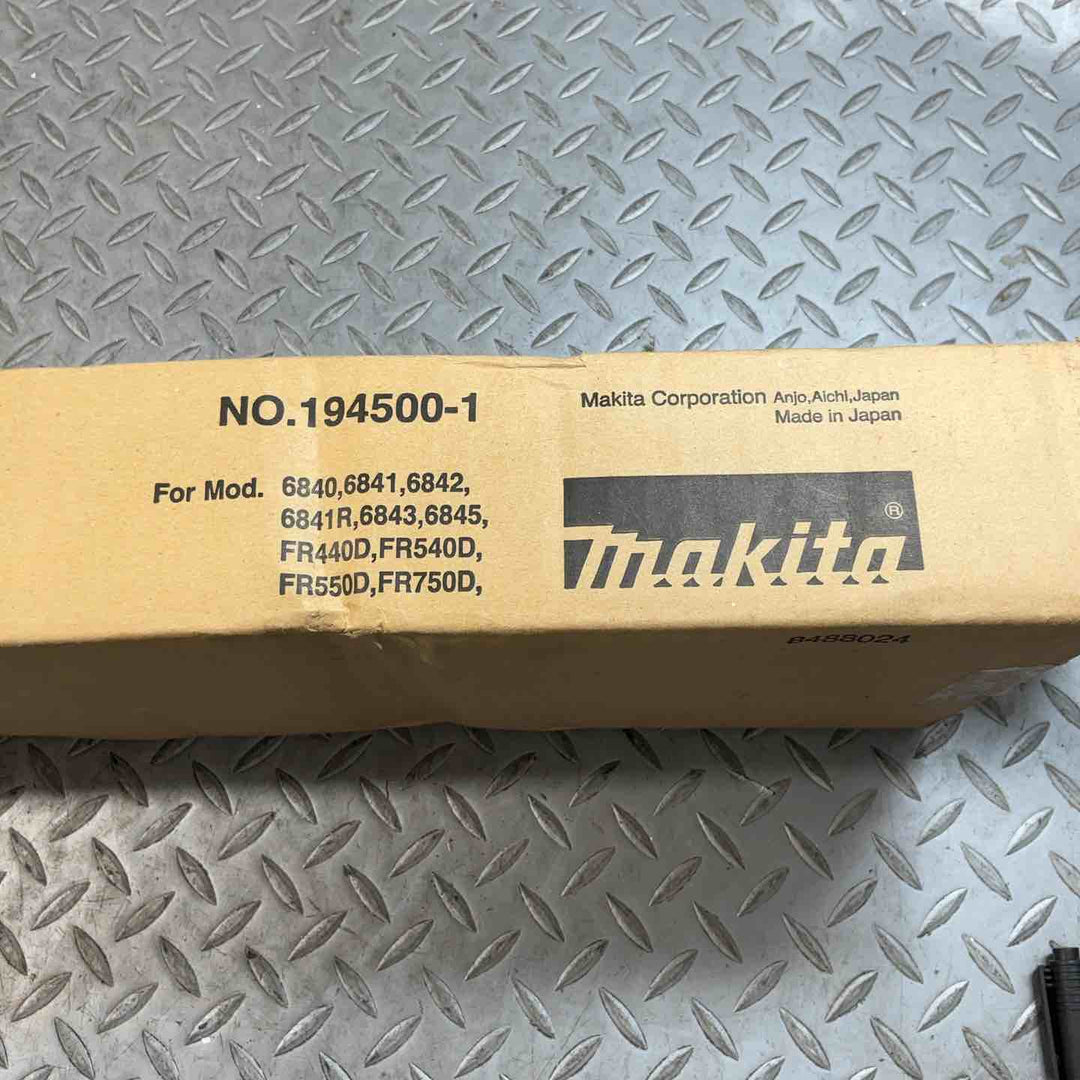 NO.194500-1
Makita Corporation Anjo,Aichi,Japan
Made in Japan
For Mod. 6840,6841,6842,
6841R,6843,6845,
FR440D,FR540D,
FR550D,FR750D,
makita®
8488024